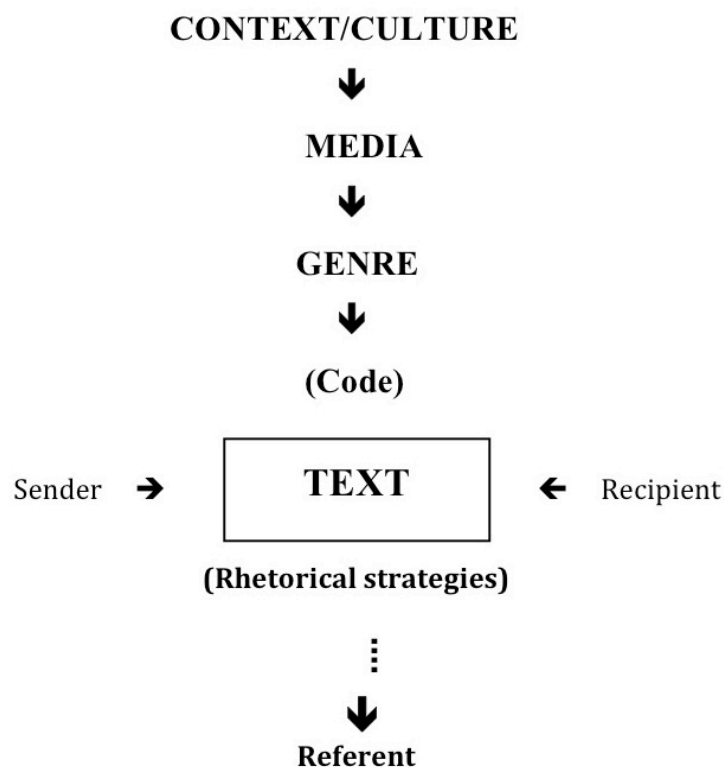 CONTEXT/CULTURE
MEDIA
GENRE
(Code)
Sender → TEXT ← Recipient
(Rhetorical strategies)
Referent